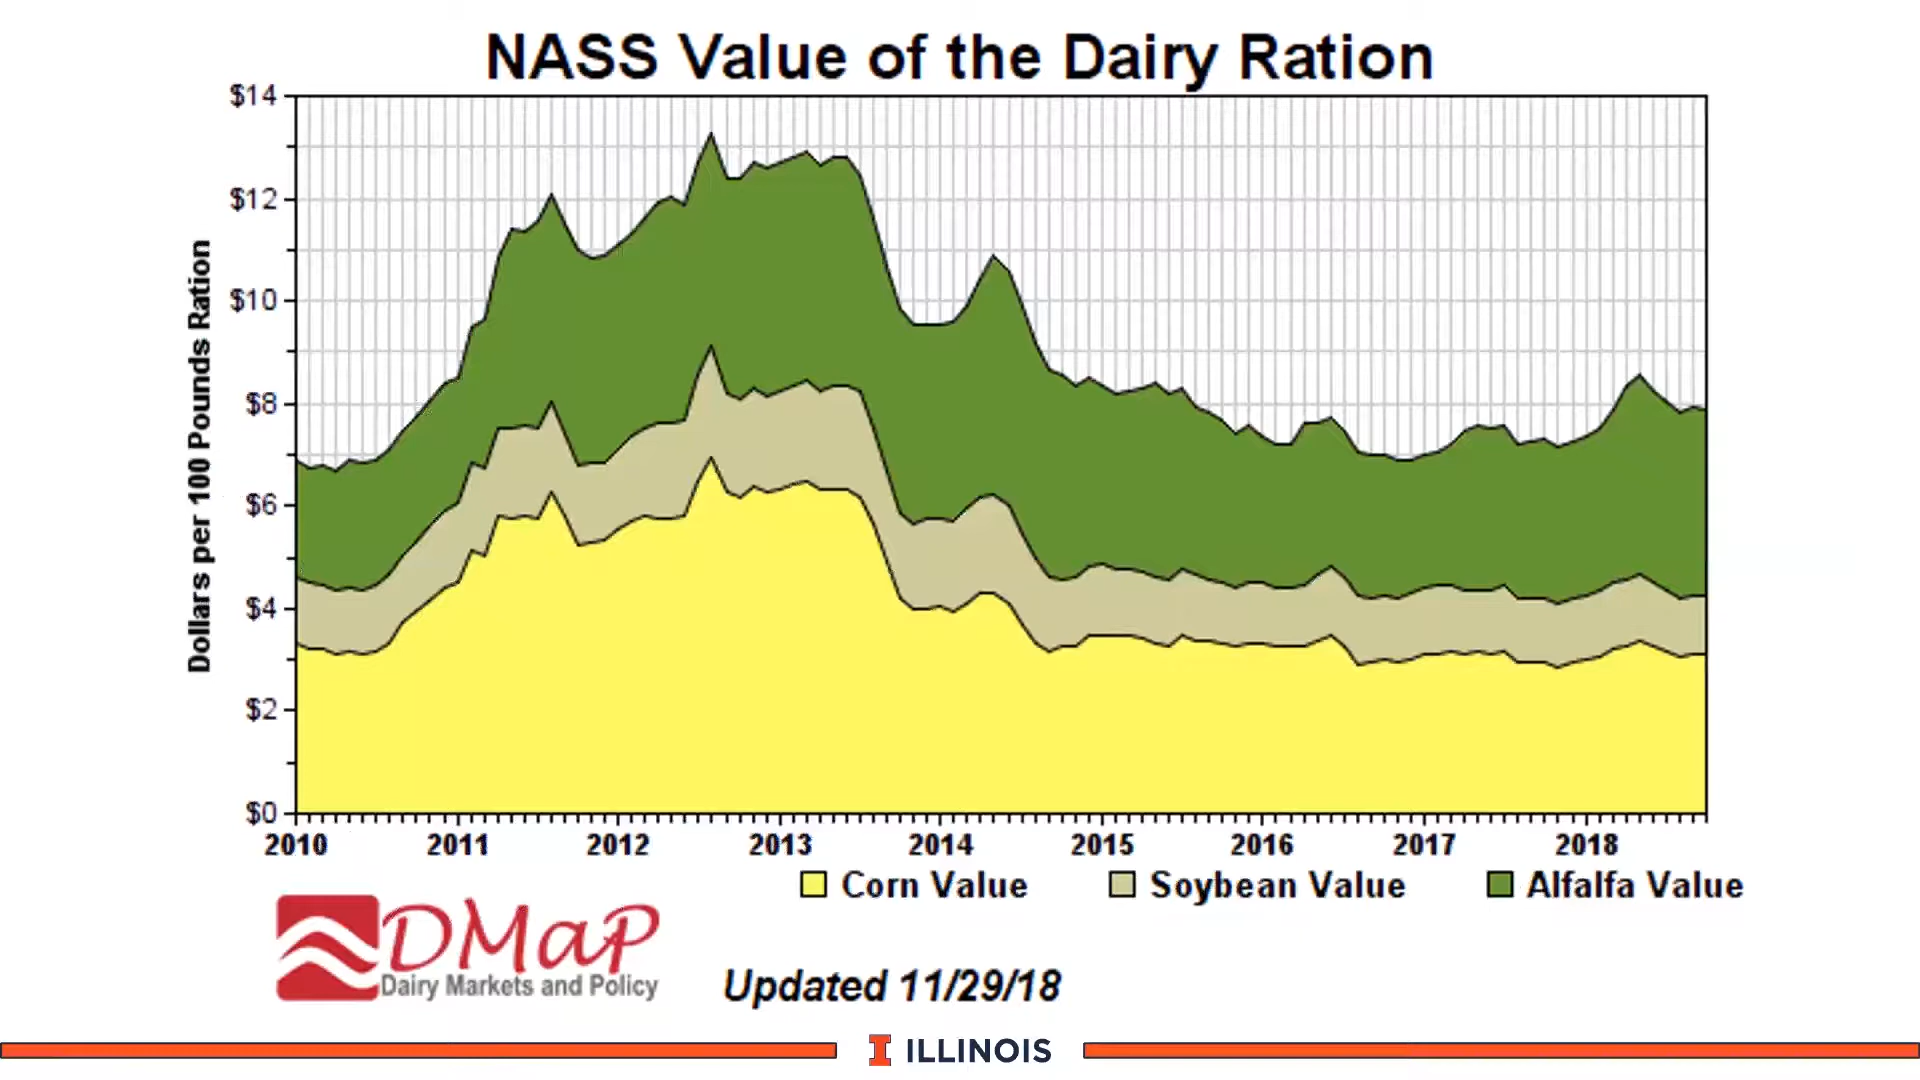 NASS Value of the Dairy Ration
$14
$12
$10
$8
$6
$4
$2
$0
Dollars per 100 Pounds Ration
2010 2011 2012 2013 2014 2015 2016 2017 2018
Corn Value Soybean Value Alfalfa Value
DMaP
Dairy Markets and Policy
Updated 11/29/18
I ILLINOIS